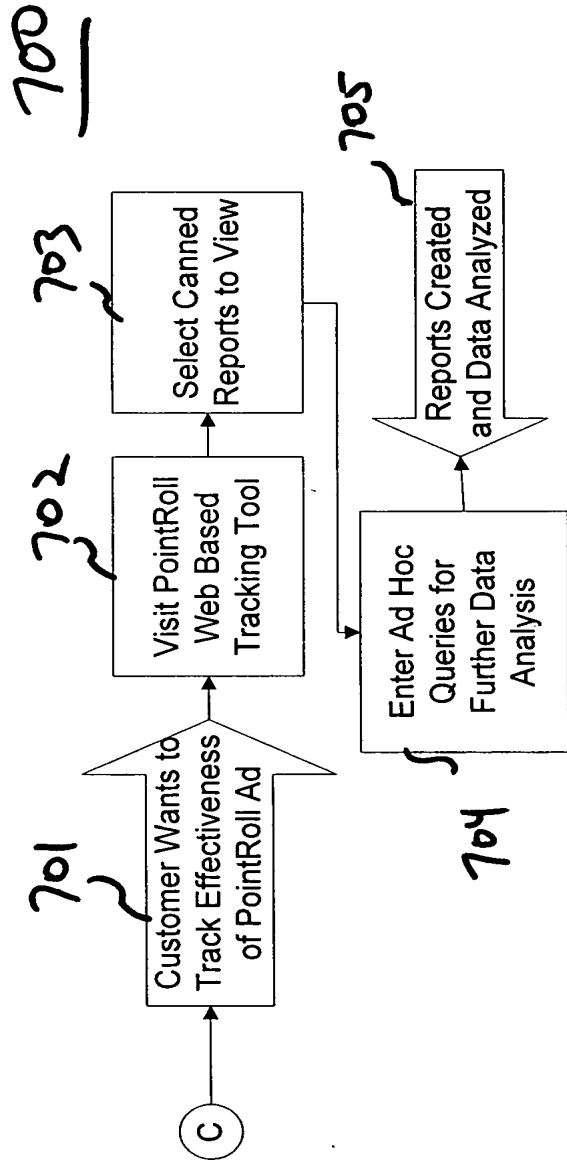 700
C
701
Customer Wants to
Track Effectiveness
of PointRoll Ad
702
Visit PointRoll
Web Based
Tracking Tool
703
Select Canned
Reports to View
704
Enter Ad Hoc
Queries for
Further Data
Analysis
705
Reports Created
and Data Analyzed